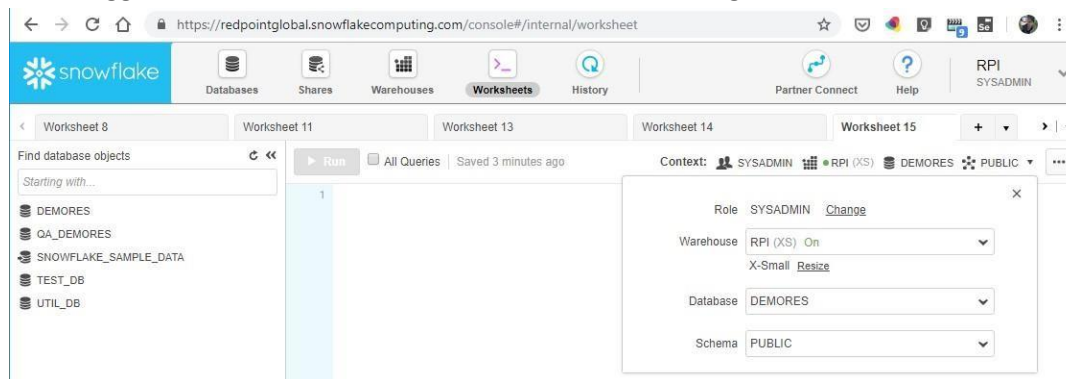 https://redpointglobal.snowflakecomputing.com/console#/internal/worksheet
9
Se
snowflake
Databases
Shares
Warehouses
Worksheets
History
Partner Connect
Help
RPI
SYSADMIN
Worksheet 8
Worksheet 11
Worksheet 13
Worksheet 14
Worksheet 15
Find database objects
Starting with...
DEMORES
QA_DEMORES
SNOWFLAKE_SAMPLE_DATA
TEST_DB
UTIL_DB
Run
All Queries
Saved 3 minutes ago
Context:
SYSADMIN
RPI (XS)
DEMORES
PUBLIC
1
Role SYSADMIN Change
Warehouse RPI (XS) On
X-Small Resize
Database DEMORES
Schema PUBLIC